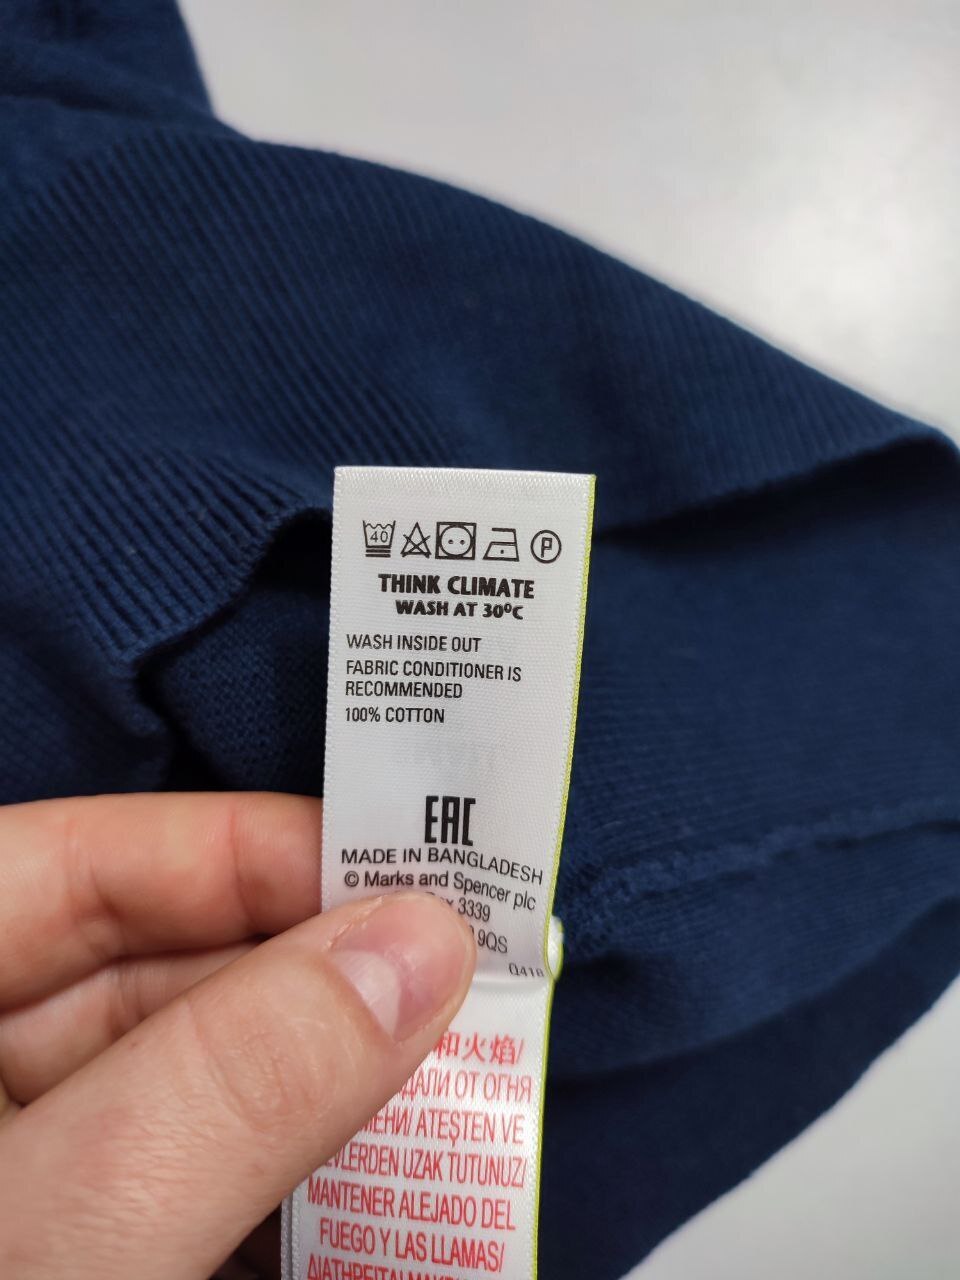 40 P
THINK CLIMATE
WASH AT 30°C
WASH INSIDE OUT
FABRIC CONDITIONER IS
RECOMMENDED
100% COTTON
EAC
MADE IN BANGLADESH
© Marks and Spencer plc
3339
9QS
和火焰/
ОТ ОГНЯ
ATEŞTEN VE
UZAK TUTUNUZ/
MANTENER ALEJADO DEL
FUEGO Y LAS LLAMAS/